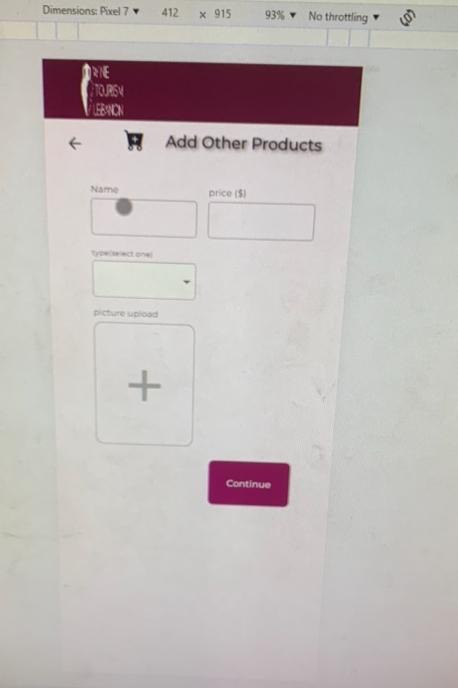 Dimensions: Pixel 7 412 x 915 93% No throttling
TOURISM
LEBANON
Add Other Products
Name price ($)
type(select one)
picture upload
Continue